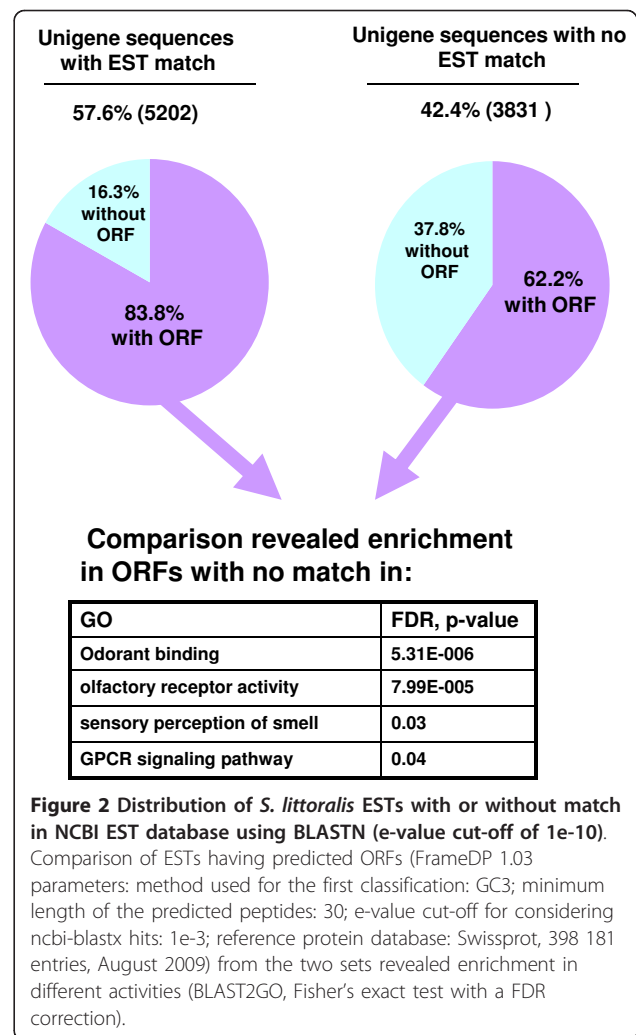 Unigene sequences
with EST match
57.6% (5202)
Unigene sequences with no
EST match
42.4% (3831 )
16.3%
without
ORF
83.8%
with ORF
37.8%
without
ORF
62.2%
with ORF
Comparison revealed enrichment
in ORFs with no match in:
GO FDR, p-value
Odorant binding 5.31E-006
olfactory receptor activity 7.99E-005
sensory perception of smell 0.03
GPCR signaling pathway 0.04
Figure 2 Distribution of S. littoralis ESTs with or without match
in NCBI EST database using BLASTN (e-value cut-off of 1e-10).
Comparison of ESTs having predicted ORFs (FrameDP 1.03
parameters: method used for the first classification: GC3; minimum
length of the predicted peptides: 30; e-value cut-off for considering
ncbi-blastx hits: 1e-3; reference protein database: Swissprot, 398 181
entries, August 2009) from the two sets revealed enrichment in
different activities (BLAST2GO, Fisher's exact test with a FDR
correction).